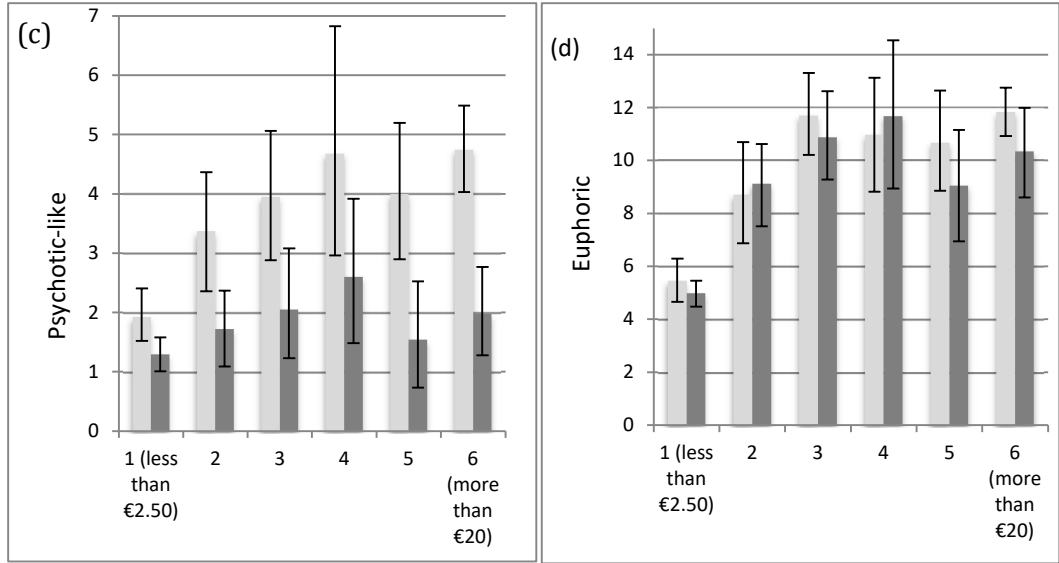 (c)
Psychotic-like
7
6
5
4
3
2
1
0
1 (less
than
€2.50)
2
3
4
5
6
(more
than
€20)
(d)
Euphoric
14
12
10
8
6
4
2
0
1 (less
than
€2.50)
2
3
4
5
6
(more
than
€20)